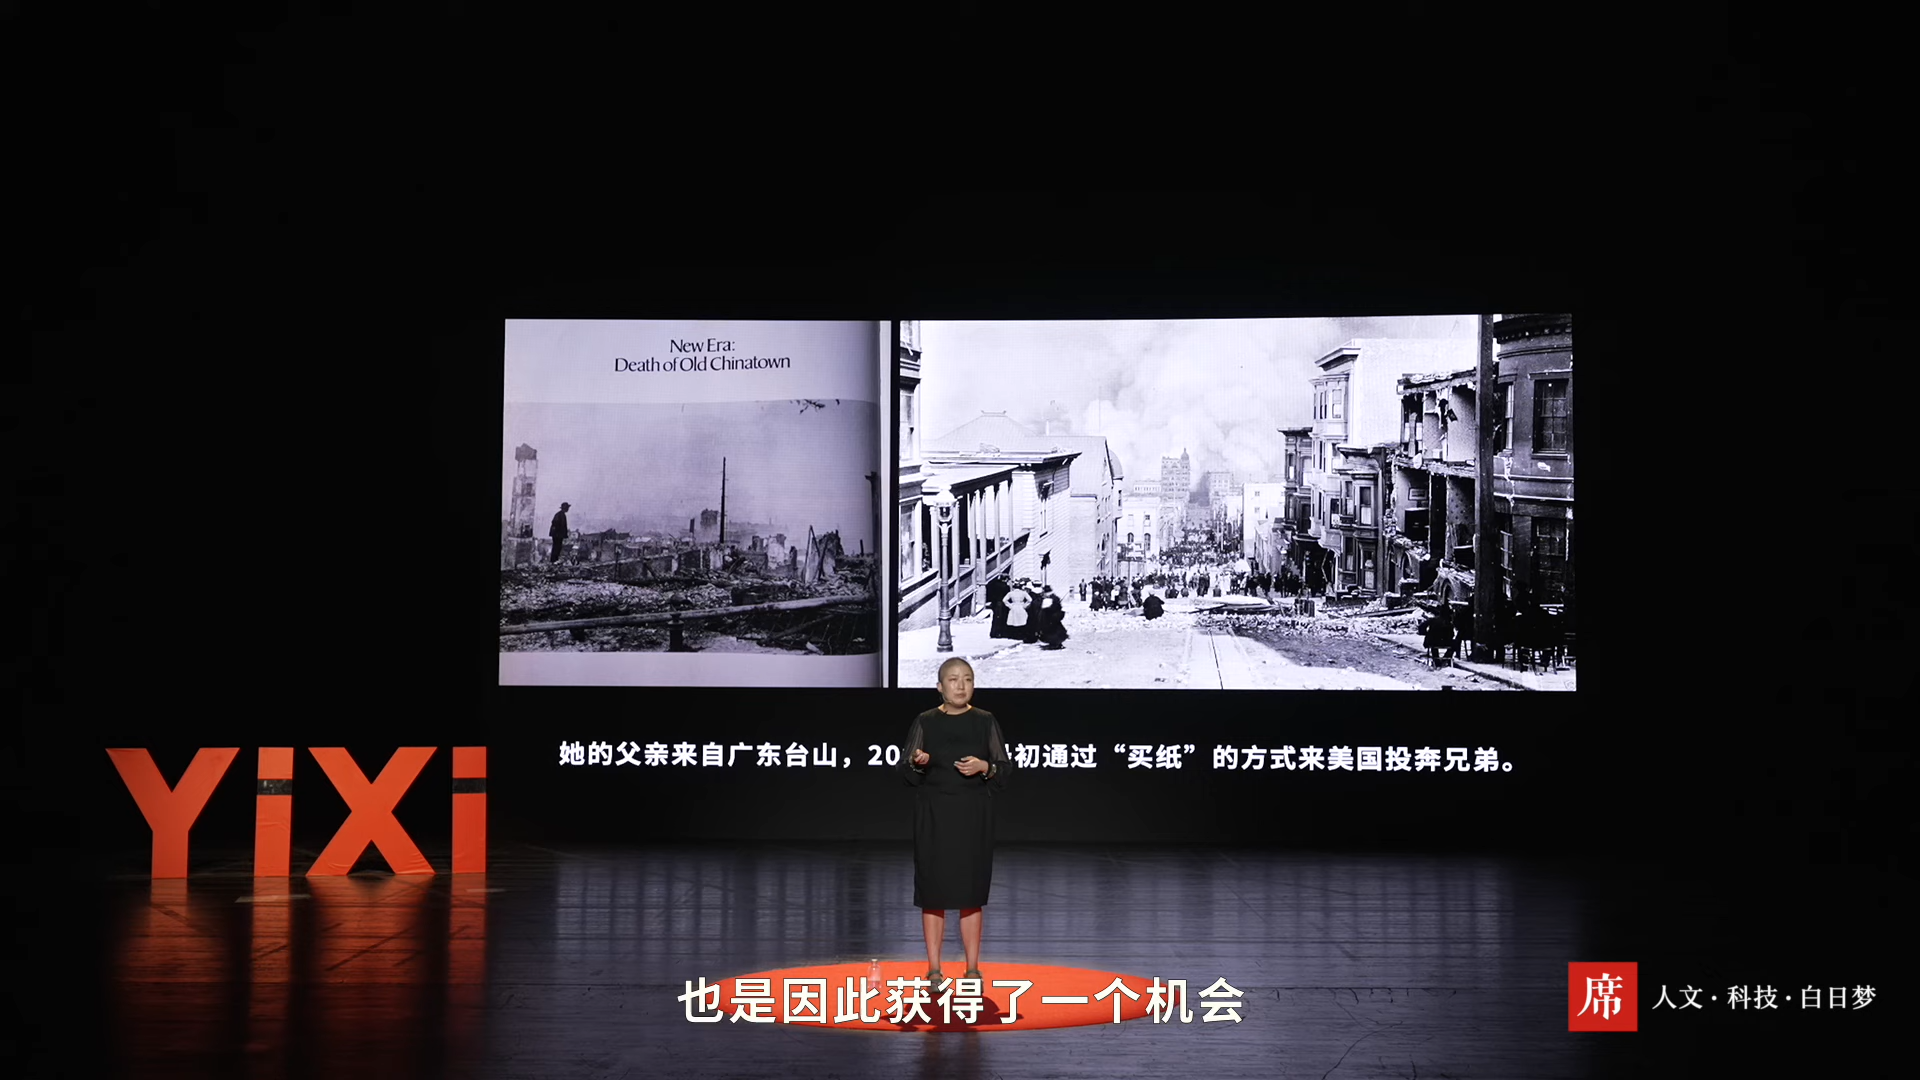 New Era:
Death of Old Chinatown
她的父亲来自广东台山，20 初通过“买纸”的方式来美国投奔兄弟。
YiXi
也是因此获得了一个机会
席 人文·科技·白日梦